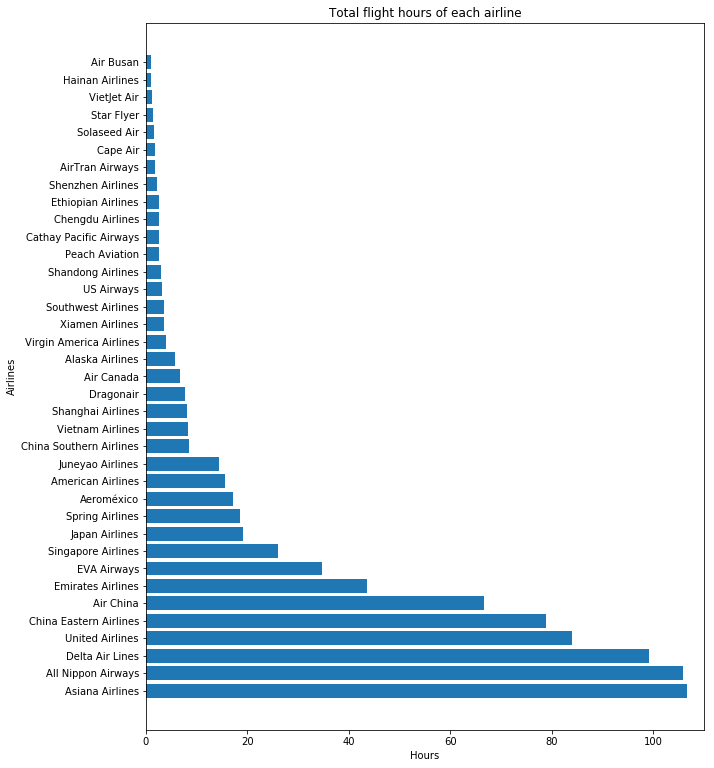 Total flight hours of each airline
Air Busan
Hainan Airlines
VietJet Air
Star Flyer
Solaseed Air
Cape Air
AirTran Airways
Shenzhen Airlines
Ethiopian Airlines
Chengdu Airlines
Cathay Pacific Airways
Peach Aviation
Shandong Airlines
US Airways
Southwest Airlines
Xiamen Airlines
Virgin America Airlines
Alaska Airlines
Air Canada
Dragonair
Shanghai Airlines
Vietnam Airlines
China Southern Airlines
Juneyao Airlines
American Airlines
Aeroméxico
Spring Airlines
Japan Airlines
Singapore Airlines
EVA Airways
Emirates Airlines
Air China
China Eastern Airlines
United Airlines
Delta Air Lines
All Nippon Airways
Asiana Airlines
Airlines
0 20 40 60 80 100
Hours